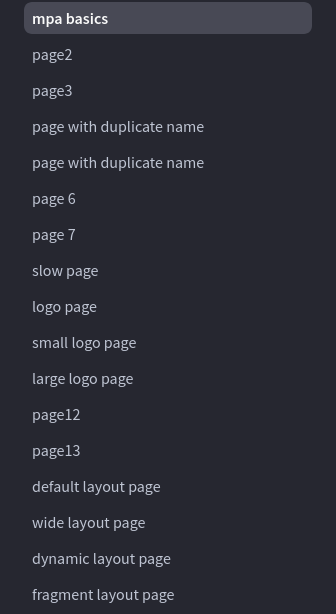 mpa basics
page2
page3
page with duplicate name
page with duplicate name
page 6
page 7
slow page
logo page
small logo page
large logo page
page12
page13
default layout page
wide layout page
dynamic layout page
fragment layout page